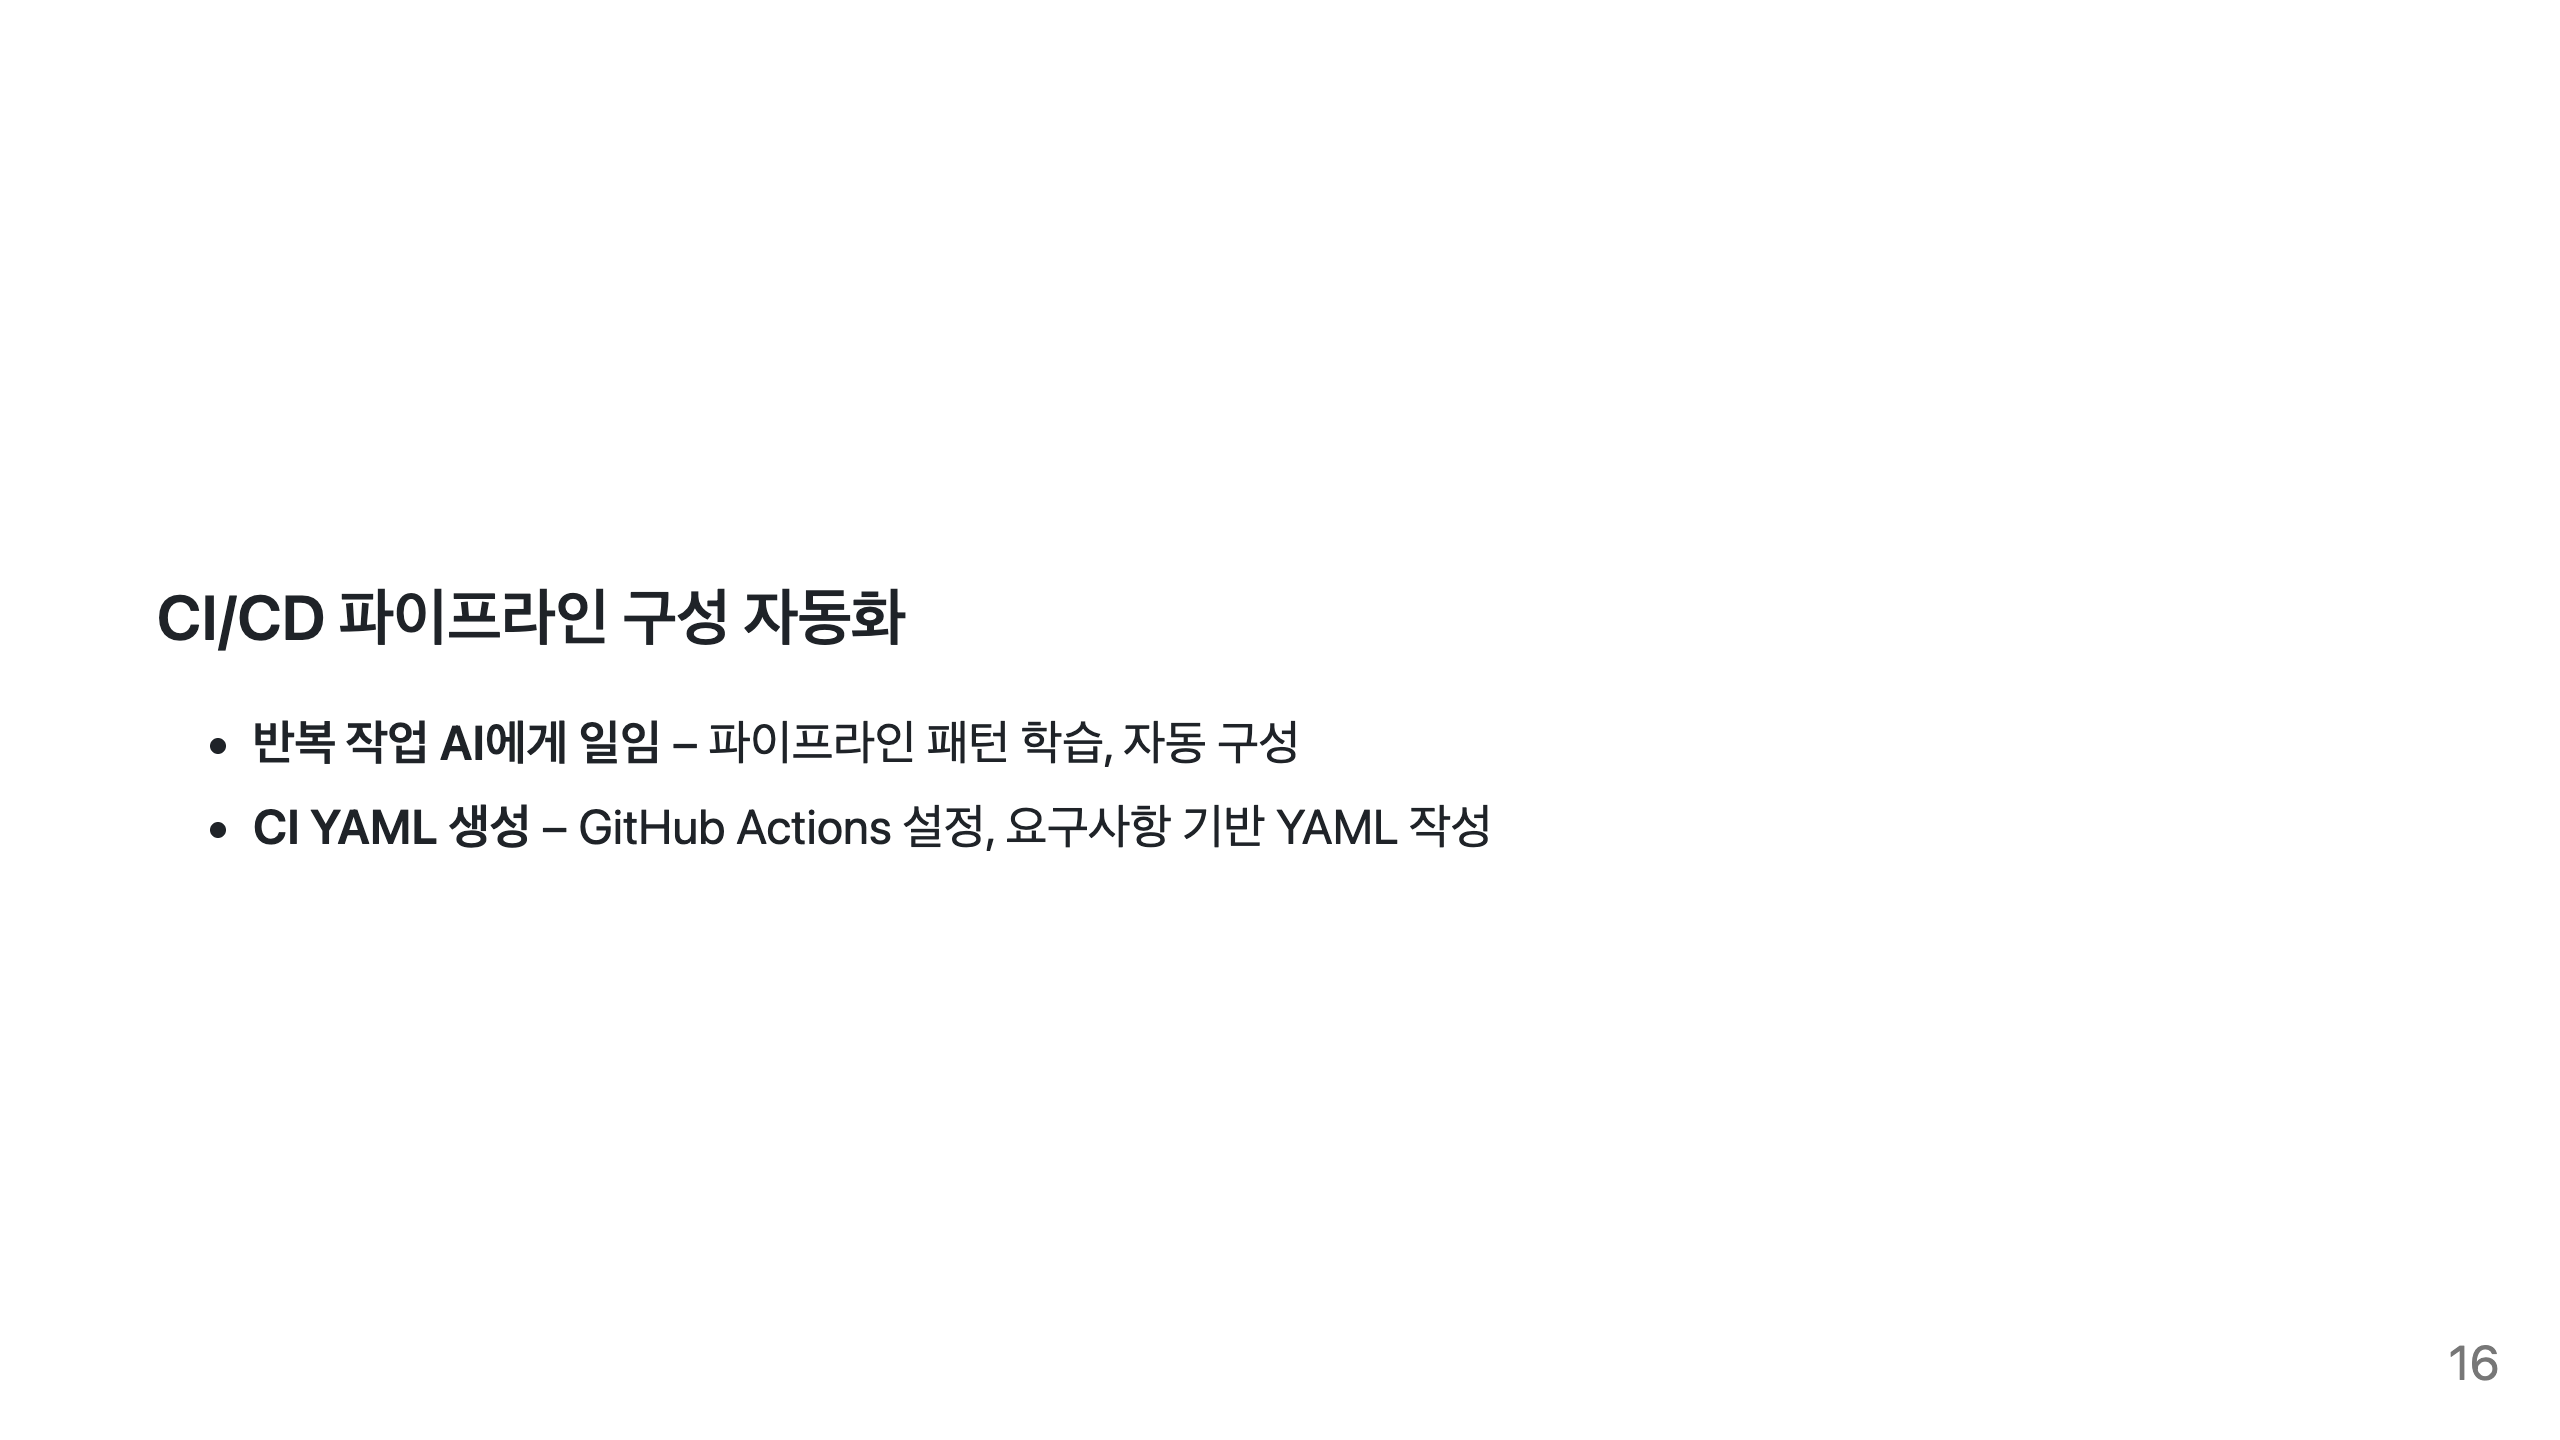 CI/CD 파이프라인 구성 자동화
• 반복 작업 AI에게 일임 – 파이프라인 패턴 학습, 자동 구성
• CI YAML 생성 – GitHub Actions 설정, 요구사항 기반 YAML 작성
16